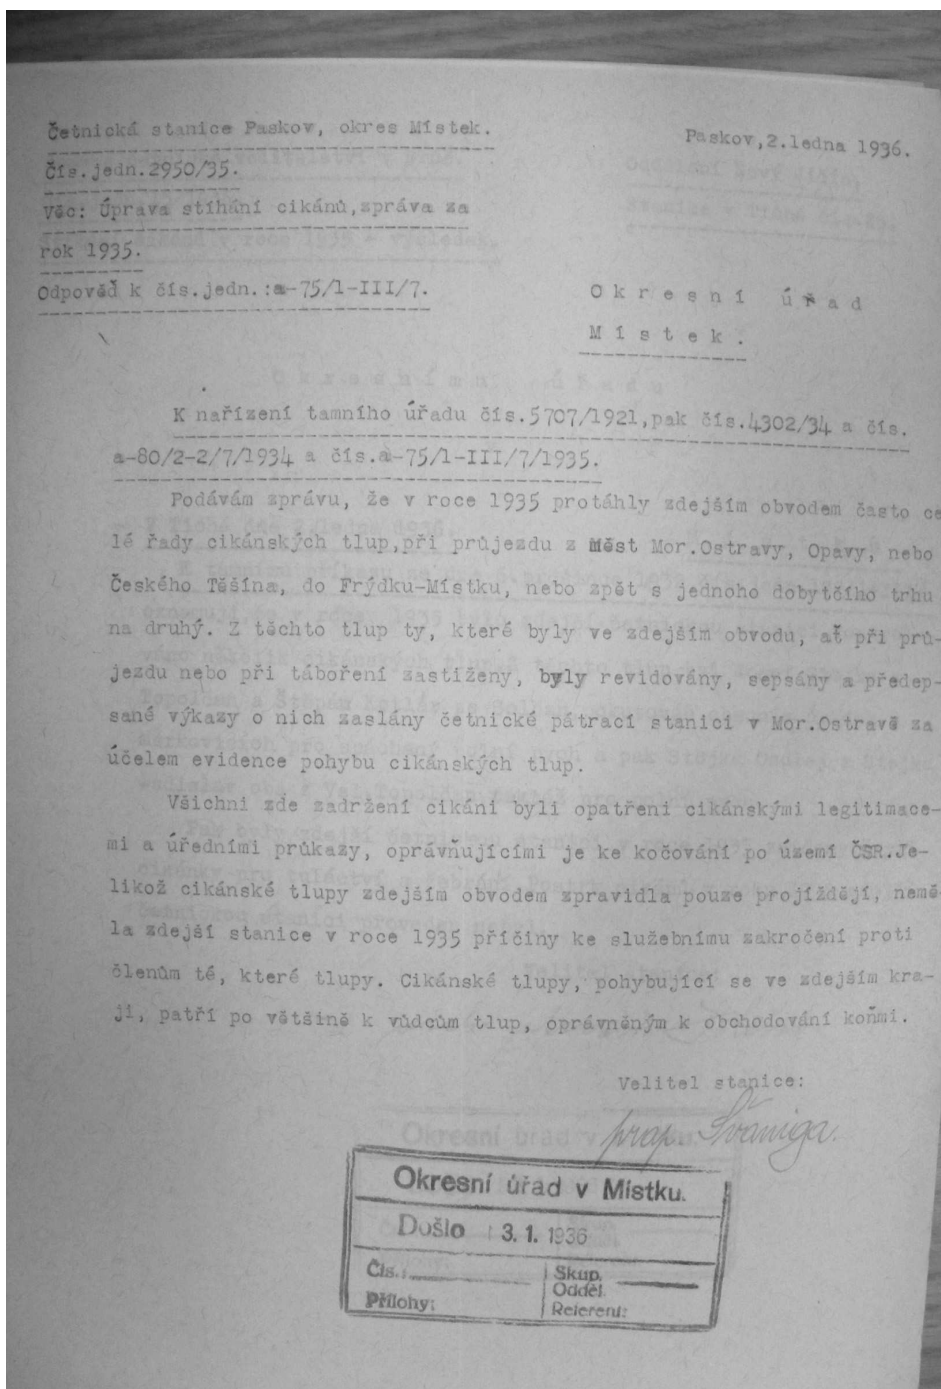 Četnická stanice Paskov, okres Místek.
Paskov,2.ledna 1936.
Čís.jedn.2950/35.
Věc: Úprava stíhání cikánů,zpráva za
rok 1935.
Odpověď k čís.jedn.:a-75/1-III/7.
Okresní úřad
Místek.
K nařízení tamního úřadu čís.5707/1921,pak čís.4302/34 a čís.
a-80/2-2/7/1934 a čís.a-75/1-III/7/1935.
Podávám zprávu, že v roce 1935 protáhly zdejším obvodem často ce
lé řady cikánských tlup,při průjezdu z Měst Mor.Ostravy, Opavy, nebo
Českého Těšína, do Frýdku-Místku, nebo zpět s jednoho dobytčího trhu
na druhý. Z těchto tlup ty, které byly ve zdejším obvodu, ať při prů-
jezdu nebo při táboření zastiženy, byly revidovány, sepsány a předep-
sané výkazy o nich zaslány četnické pátrací stanici v Mor.Ostravě za
účelem evidence pohybu cikánských tlup.
Všichni zde zadržení cikáni byli opatřeni cikánskými legitimace-
mi a úředními průkazy, oprávňujícími je ke kočování po území ČSR.Je-
likož cikánské tlupy zdejším obvodem zpravidla pouze projíždějí, nemě-
la zdejší stanice v roce 1935 příčiny ke služebnímu zakročení proti
členům té, které tlupy. Cikánské tlupy, pohybující se ve zdejším kra-
ji, patří po většině k vůdcům tlup, oprávněným k obchodování koňmi.
Velitel stanice:
prap. Švaniga.
Okresní úřad v Místku.
Došlo 3. 1. 1936
Čís.:
Skup.
Odděl.
Přílohy:
Referent: